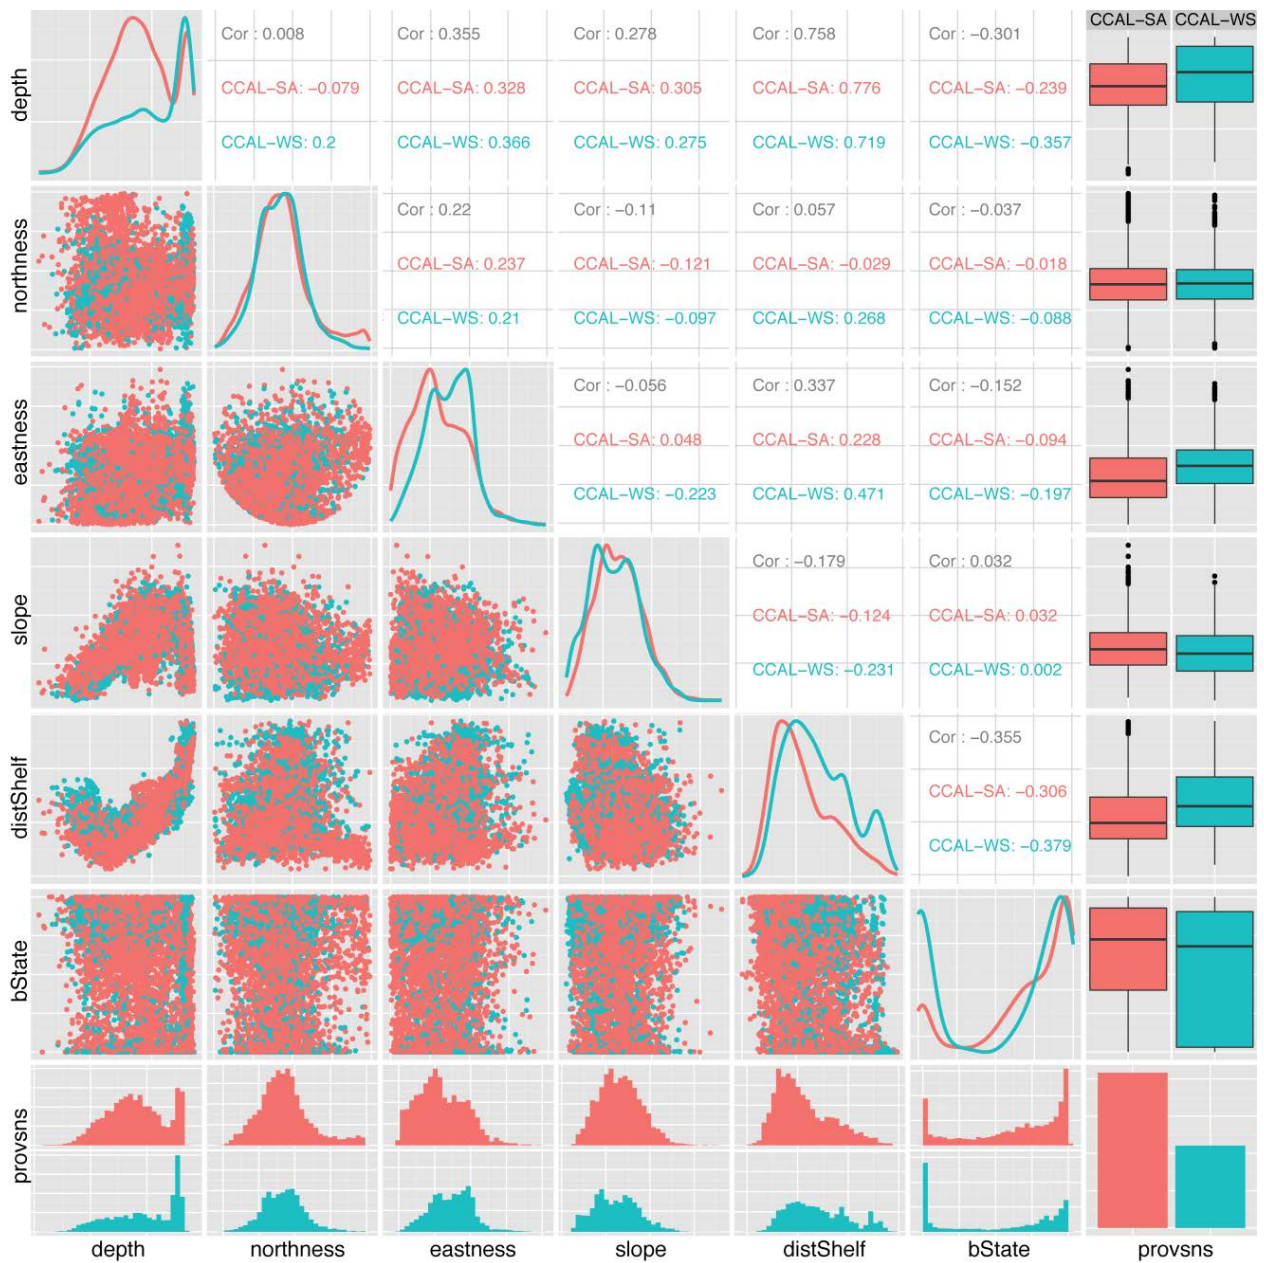 CCAL−SA CCAL−WS
depth
Cor : 0.008
CCAL−SA: −0.079
CCAL−WS: 0.2
Cor : 0.355
CCAL−SA: 0.328
CCAL−WS: 0.366
Cor : 0.278
CCAL−SA: 0.305
CCAL−WS: 0.275
Cor : 0.758
CCAL−SA: 0.776
CCAL−WS: 0.719
Cor : −0.301
CCAL−SA: −0.239
CCAL−WS: −0.357
northness
Cor : 0.22
CCAL−SA: 0.237
CCAL−WS: 0.21
Cor : −0.11
CCAL−SA: −0.121
CCAL−WS: −0.097
Cor : 0.057
CCAL−SA: −0.029
CCAL−WS: 0.268
Cor : −0.037
CCAL−SA: −0.018
CCAL−WS: −0.088
eastness
Cor : −0.056
CCAL−SA: 0.048
CCAL−WS: −0.223
Cor : 0.337
CCAL−SA: 0.228
CCAL−WS: 0.471
Cor : −0.152
CCAL−SA: −0.094
CCAL−WS: −0.197
slope
Cor : −0.179
CCAL−SA: −0.124
CCAL−WS: −0.231
Cor : 0.032
CCAL−SA: 0.032
CCAL−WS: 0.002
distShelf
Cor : −0.355
CCAL−SA: −0.306
CCAL−WS: −0.379
bState
provsns
depth northness eastness slope distShelf bState provsns